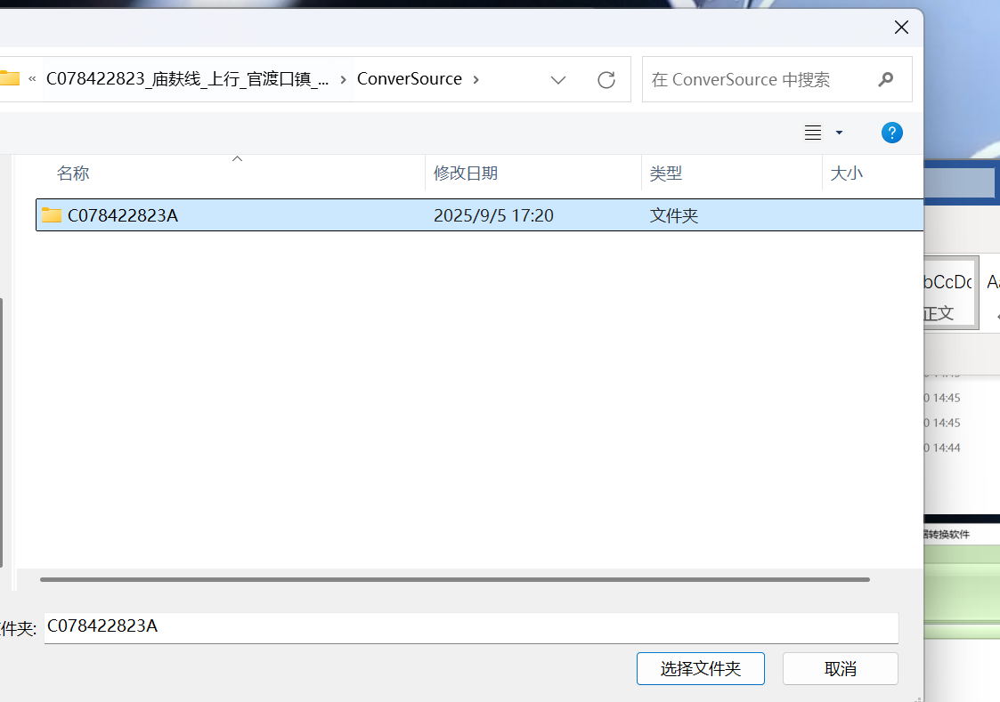 « C078422823_庙麸线_上行_官渡口镇_... › ConverSource ›
在 ConverSource 中搜索
?
名称 修改日期 类型 大小
C078422823A 2025/9/5 17:20 文件夹
bCcDc
正文
0 14:45
0 14:45
0 14:44
转换软件
件夹: C078422823A
选择文件夹 取消